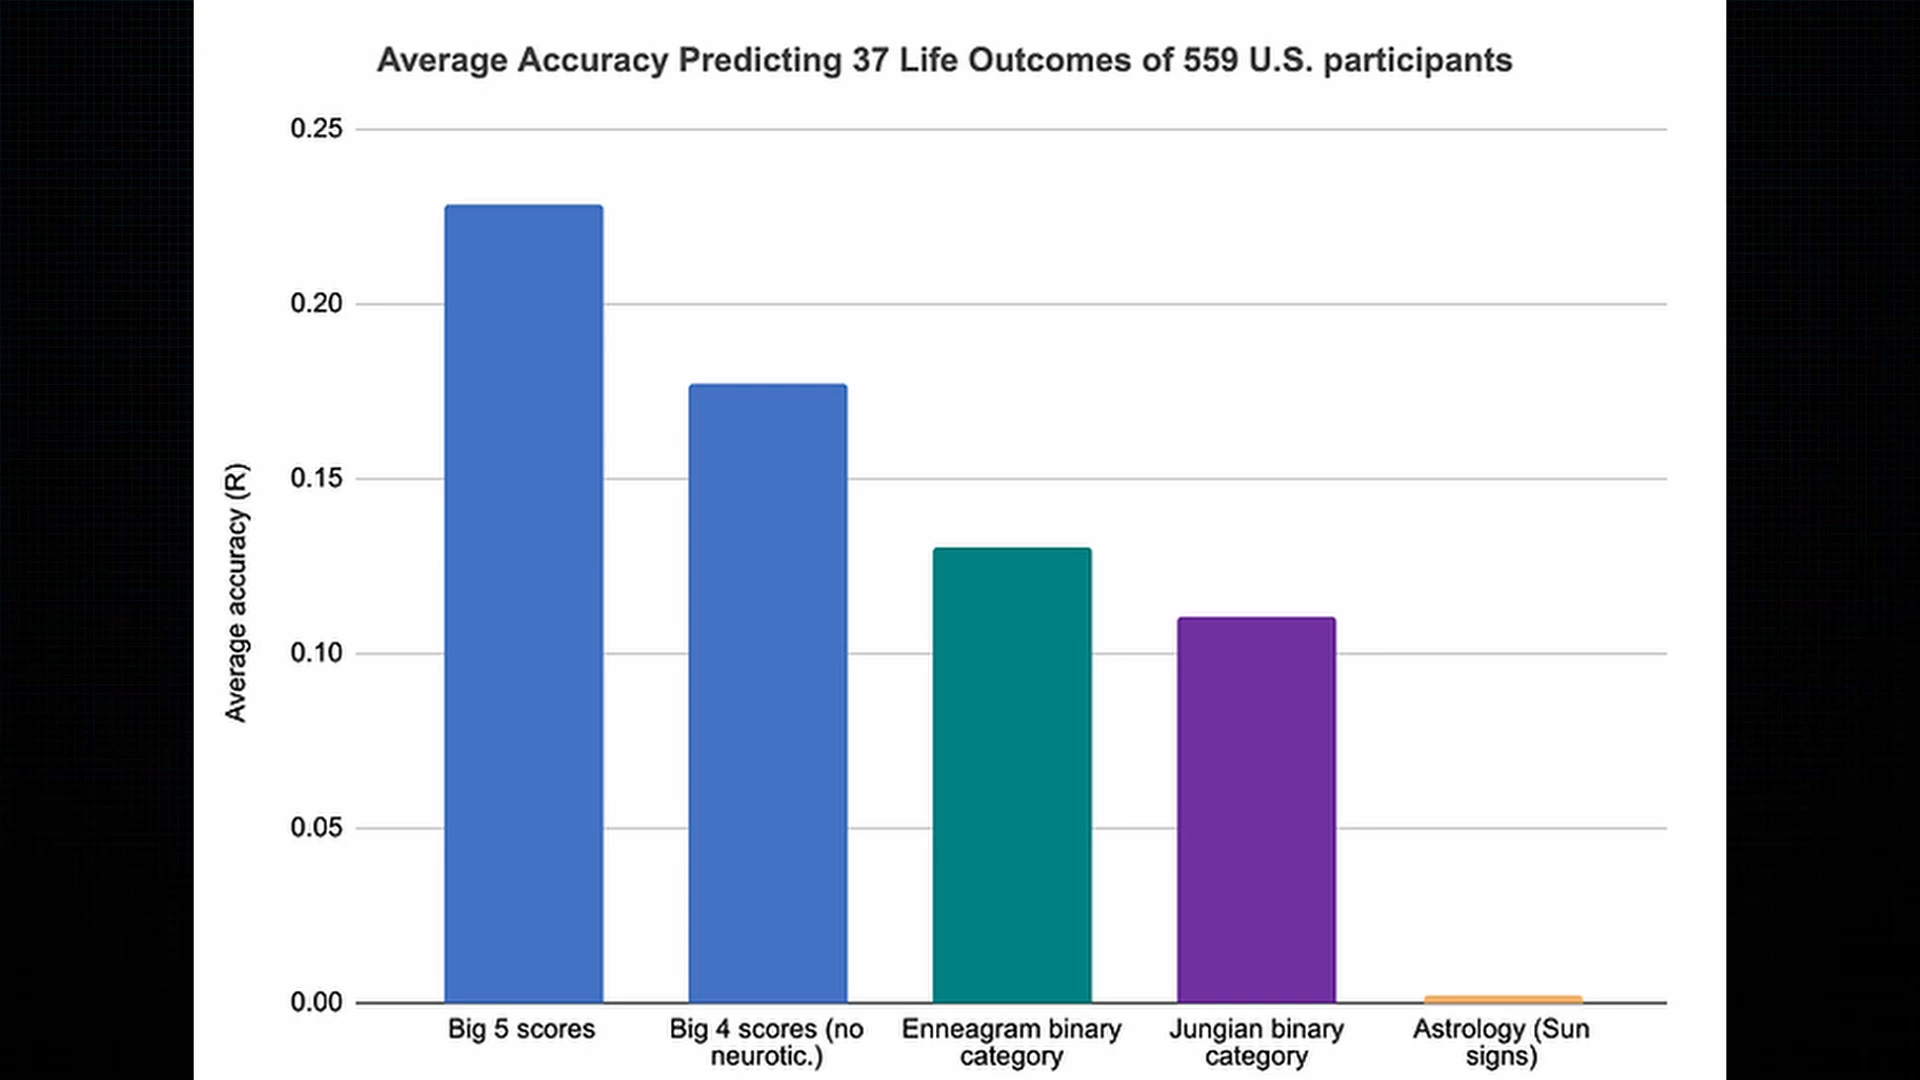 Average Accuracy Predicting 37 Life Outcomes of 559 U.S. participants
0.25
0.20
0.15
0.10
0.05
0.00
Average accuracy (R)
Big 5 scores
Big 4 scores (no
neurotic.)
Enneagram binary
category
Jungian binary
category
Astrology (Sun
signs)